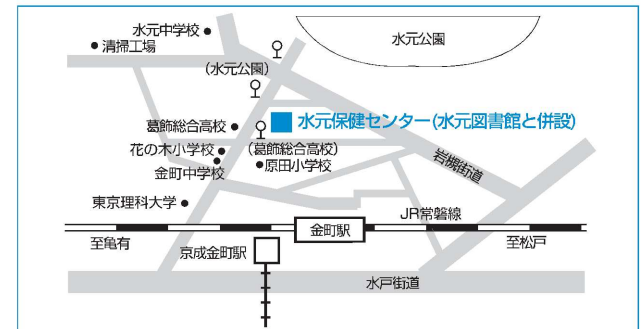 水元中学校
清掃工場
水元公園
(水元公園)
水元保健センター(水元図書館と併設)
葛飾総合高校
(葛飾総合高校)
花の木小学校
原田小学校
金町中学校
岩槻街道
東京理科大学
JR常磐線
金町駅
至亀有
至松戸
京成金町駅
水戸街道